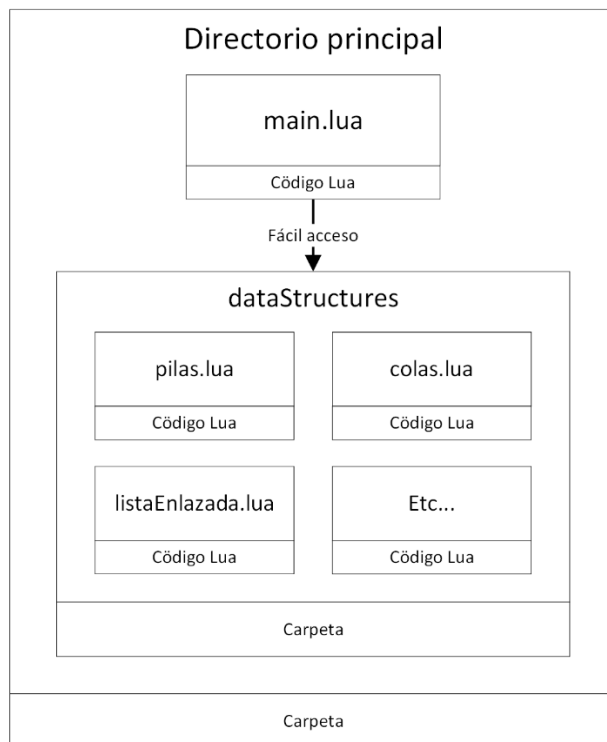 Directorio principal
main.lua
Cödigo Lua
Fácil acceso
dataStructures
pilas.lua
Cödigo Lua
colas.lua
Cödigo Lua
listaEnlazada.lua
Cödigo Lua
Etc...
Cödigo Lua
Carpeta
Carpeta